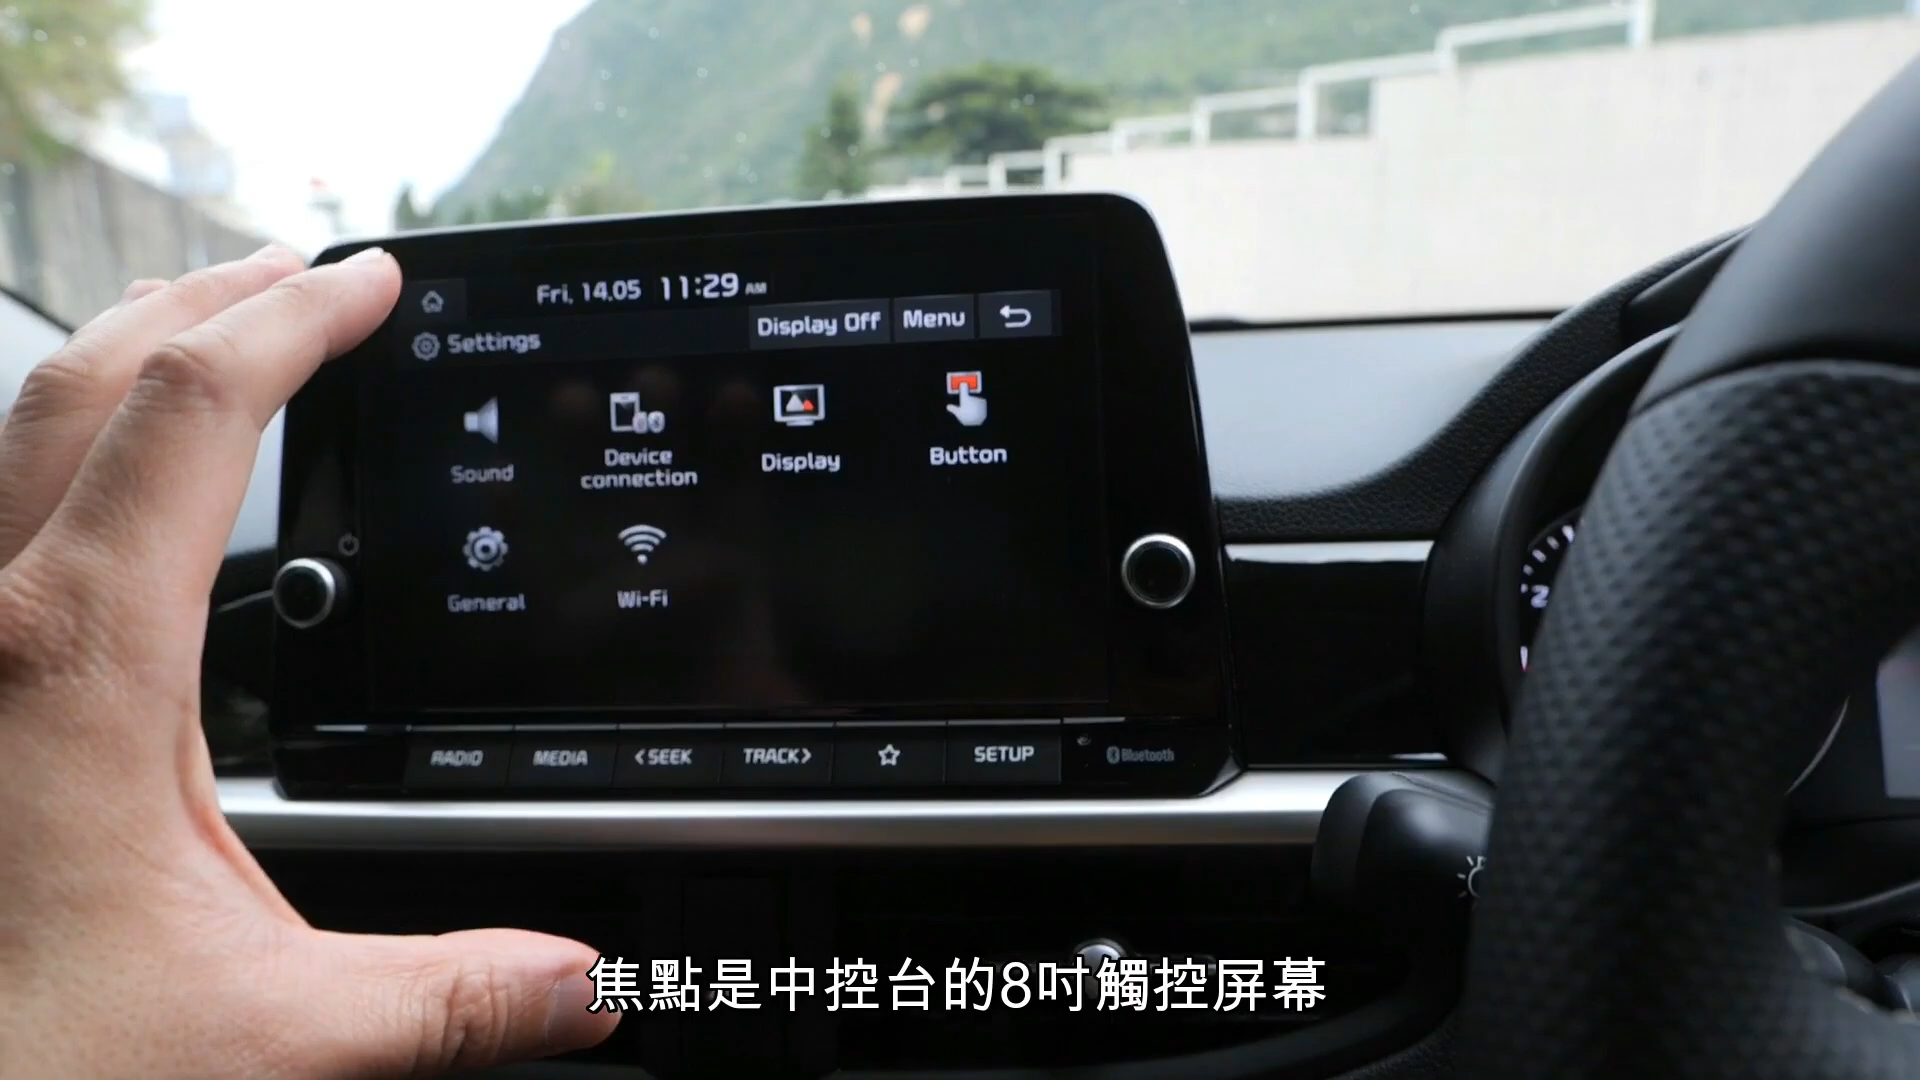 Fri, 14.05 11:29 AM
Settings
Display Off Menu
Sound
Device connection
Display
Button
General
Wi-Fi
RADIO MEDIA <SEEK TRACK> SETUP Bluetooth
2
焦點是中控台的8吋觸控屏幕